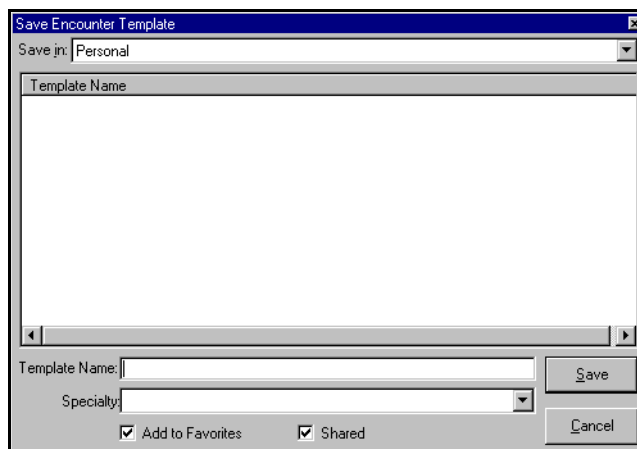 Save Encounter Template
Save in: Personal
Template Name
Template Name:
Save
Specialty:
Add to Favorites Shared
Cancel